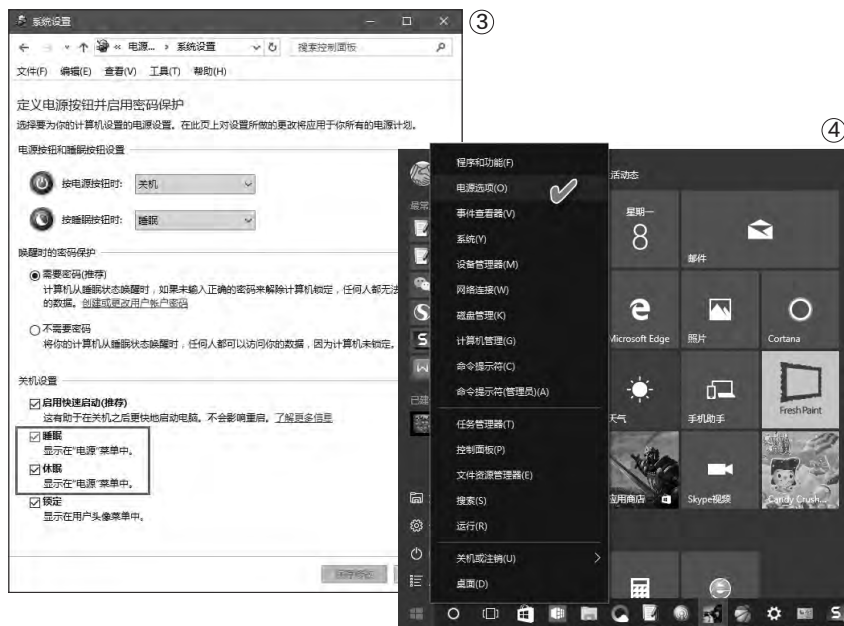 系统设置
③
电源... › 系统设置
搜索控制面板
文件(F) 编辑(E) 查看(V) 工具(T) 帮助(H)
定义电源按钮并启用密码保护
选择要为你的计算机设置的电源设置。在此页上对设置所做的更改将应用于你所有的电源计划。
电源按钮和睡眠按钮设置
按电源按钮时: 关机
按睡眠按钮时: 睡眠
唤醒时的密码保护
需要密码(推荐)
计算机从睡眠状态唤醒时，如果未输入正确的密码来解除计算机锁定，任何人都无法
的数据。创建或更改用户帐户密码
不需要密码
将你的计算机从睡眠状态唤醒时，任何人都可以访问你的数据，因为计算机未锁定。
关机设置
启用快速启动(推荐)
这有助于在关机之后更快地启动电脑。不会影响重启。了解更多信息
睡眠
显示在"电源"菜单中。
休眠
显示在"电源"菜单中。
锁定
显示在用户头像菜单中。
④
程序和功能(F)
电源选项(O)
事件查看器(V)
系统(Y)
设备管理器(M)
网络连接(W)
磁盘管理(K)
计算机管理(G)
命令提示符(C)
命令提示符(管理员)(A)
任务管理器(T)
控制面板(P)
文件资源管理器(E)
搜索(S)
运行(R)
关机或注销(U)
桌面(D)
活动态
星期一
8
邮件
Microsoft Edge
照片
Cortana
天气
手机助手
Fresh Paint
应用商店
Skype视频
Candy Crush...